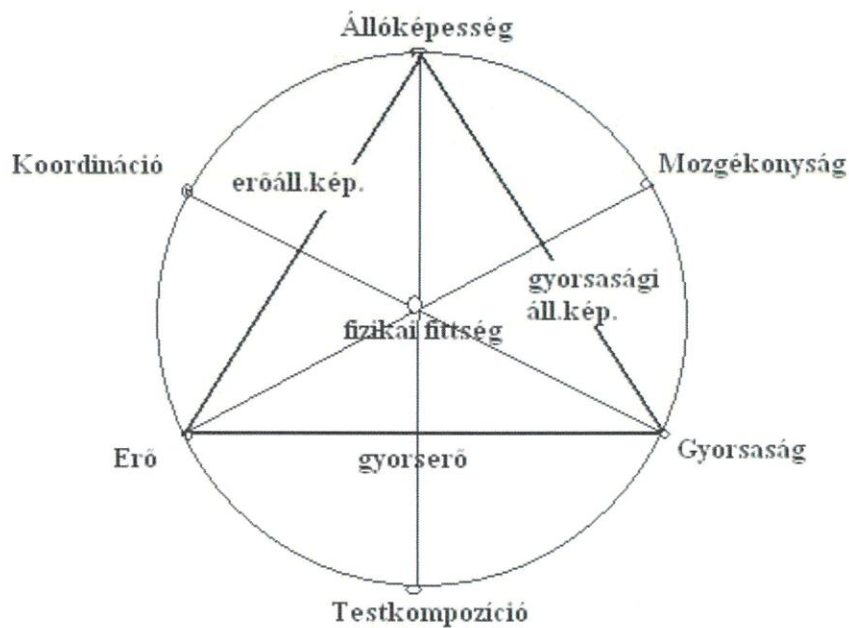 Állóképesség
Koordináció
Mozgékonyság
erőáll.kép.
gyorsasági
áll.kép.
fizikai fittség
Erő
gyorserő
Gyorsaság
Testkompozíció